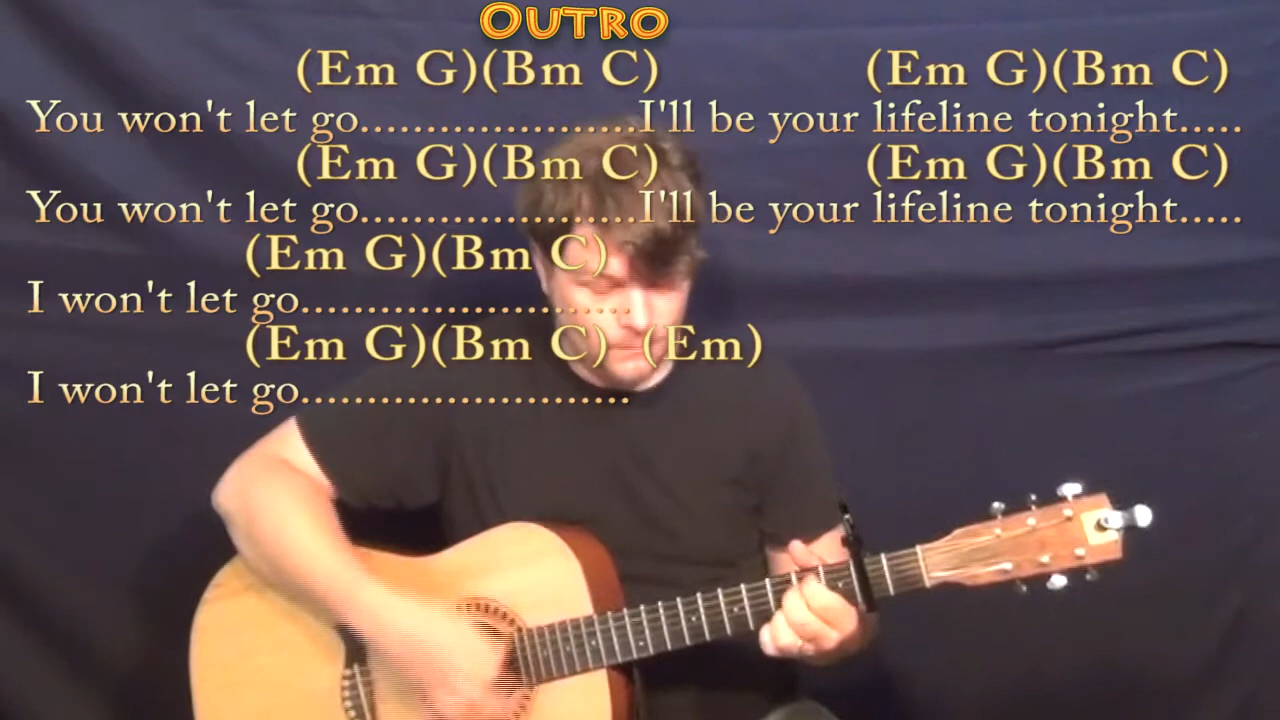 OUTRO
(Em G)(Bm C) (Em G)(Bm C)
You won't let go.....................I'll be your lifeline tonight.....
(Em G)(Bm C) (Em G)(Bm C)
You won't let go.....................I'll be your lifeline tonight.....
(Em G)(Bm C)
I won't let go.........................
(Em G)(Bm C) (Em)
I won't let go.........................